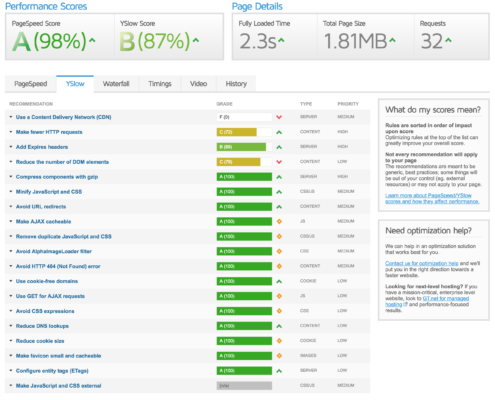 Performance Scores
Page Details
PageSpeed Score
YSlow Score
Fully Loaded Time
Total Page Size
Requests
A (98%)
B (87%)
2.3s
1.81MB
32
PageSpeed
YSlow
Waterfall
Timings
Video
History
RECOMMENDATION GRADE TYPE PRIORITY
Use a Content Delivery Network (CDN) F (0) SERVER MEDIUM
Make fewer HTTP requests C (72) CONTENT HIGH
Add Expires headers SERVER HIGH
Reduce the number of DOM elements CONTENT LOW
Compress components with gzip A (100) SERVER HIGH
Minify JavaScript and CSS A (100) CSS/JS MEDIUM
Avoid URL redirects A (100) CONTENT MEDIUM
Make AJAX cacheable A (100) JS MEDIUM
Remove duplicate JavaScript and CSS A (100) CSS/JS MEDIUM
Avoid AlphaImageLoader filter A (100) CSS MEDIUM
Avoid HTTP 404 (Not Found) error A (100) CONTENT MEDIUM
Use cookie-free domains A (100) COOKIE LOW
Use GET for AJAX requests A (100) JS LOW
Avoid CSS expressions A (100) CSS LOW
Reduce DNS lookups A (100) CONTENT LOW
Reduce cookie size A (100) COOKIE LOW
Make favicon small and cacheable A (100) IMAGES LOW
Configure entity tags (ETags) A (100) SERVER LOW
Make JavaScript and CSS external (n/a) CSS/JS MEDIUM
What do my scores mean?
Rules are sorted in order of impact
upon score
Optimizing rules at the top of the list can
greatly improve your overall score.
Not every recommendation will apply
to your page
The recommendations are meant to be
generic, best practices; some things will
be out of your control (eg. external
resources) or may not apply to your page.
Learn more about PageSpeed/YSlow
scores and how they affect performance.
Need optimization help?
We can help in an optimization solution
that works best for you.
Contact us for optimization help and we'll
put you in the right direction towards a
faster website.
Looking for next-level hosting? If you
have a mission-critical, enterprise level
website, look to GT.net for managed
hosting IT and performance-focused
results.